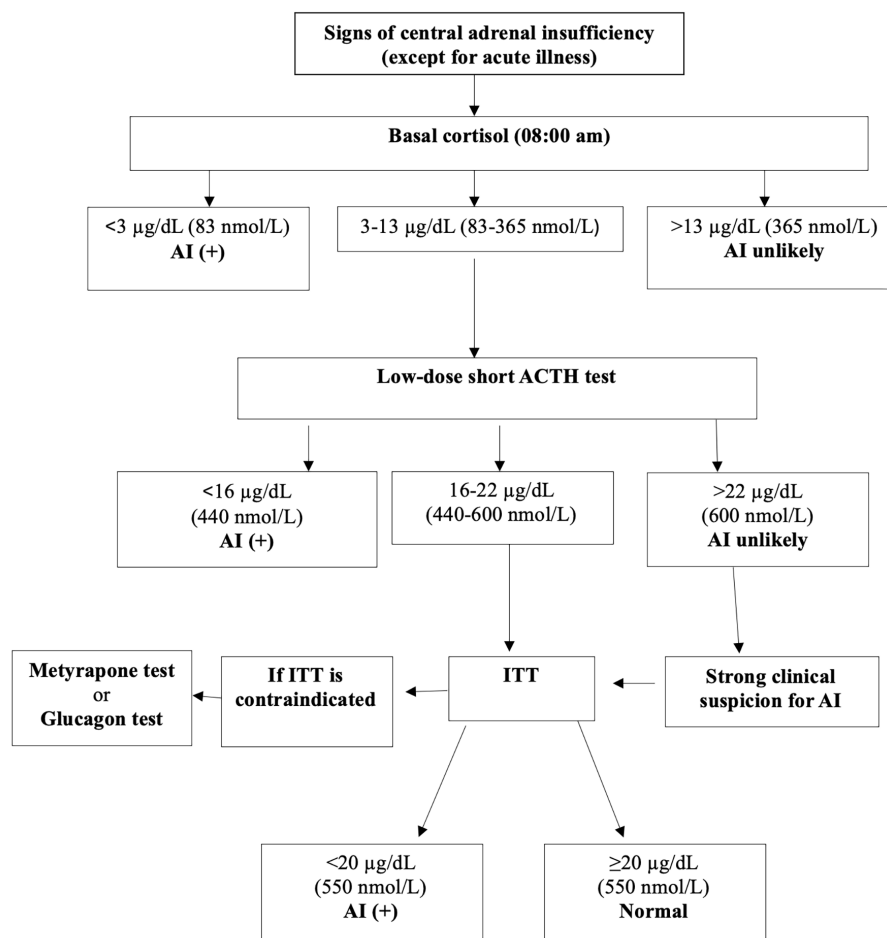 Signs of central adrenal insufficiency
(except for acute illness)
Basal cortisol (08:00 am)
<3 µg/dL (83 nmol/L)
AI (+)
3-13 µg/dL (83-365 nmol/L)
>13 µg/dL (365 nmol/L)
AI unlikely
Low-dose short ACTH test
<16 µg/dL
(440 nmol/L)
AI (+)
16-22 µg/dL
(440-600 nmol/L)
>22 µg/dL
(600 nmol/L)
AI unlikely
Metyrapone test
or
Glucagon test
If ITT is
contraindicated
ITT
Strong clinical
suspicion for AI
<20 µg/dL
(550 nmol/L)
AI (+)
≥20 µg/dL
(550 nmol/L)
Normal